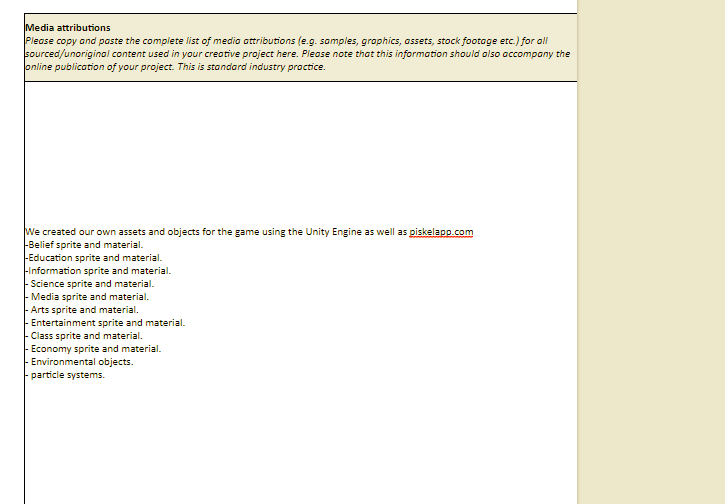 Media attributions
Please copy and paste the complete list of media attributions (e.g. samples, graphics, assets, stock footage etc.) for all
sourced/unoriginal content used in your creative project here. Please note that this information should also accompany the
online publication of your project. This is standard industry practice.
We created our own assets and objects for the game using the Unity Engine as well as piskelapp.com
-Belief sprite and material.
-Education sprite and material.
-Information sprite and material.
- Science sprite and material.
- Media sprite and material.
- Arts sprite and material.
- Entertainment sprite and material.
- Class sprite and material.
- Economy sprite and material.
- Environmental objects.
- particle systems.